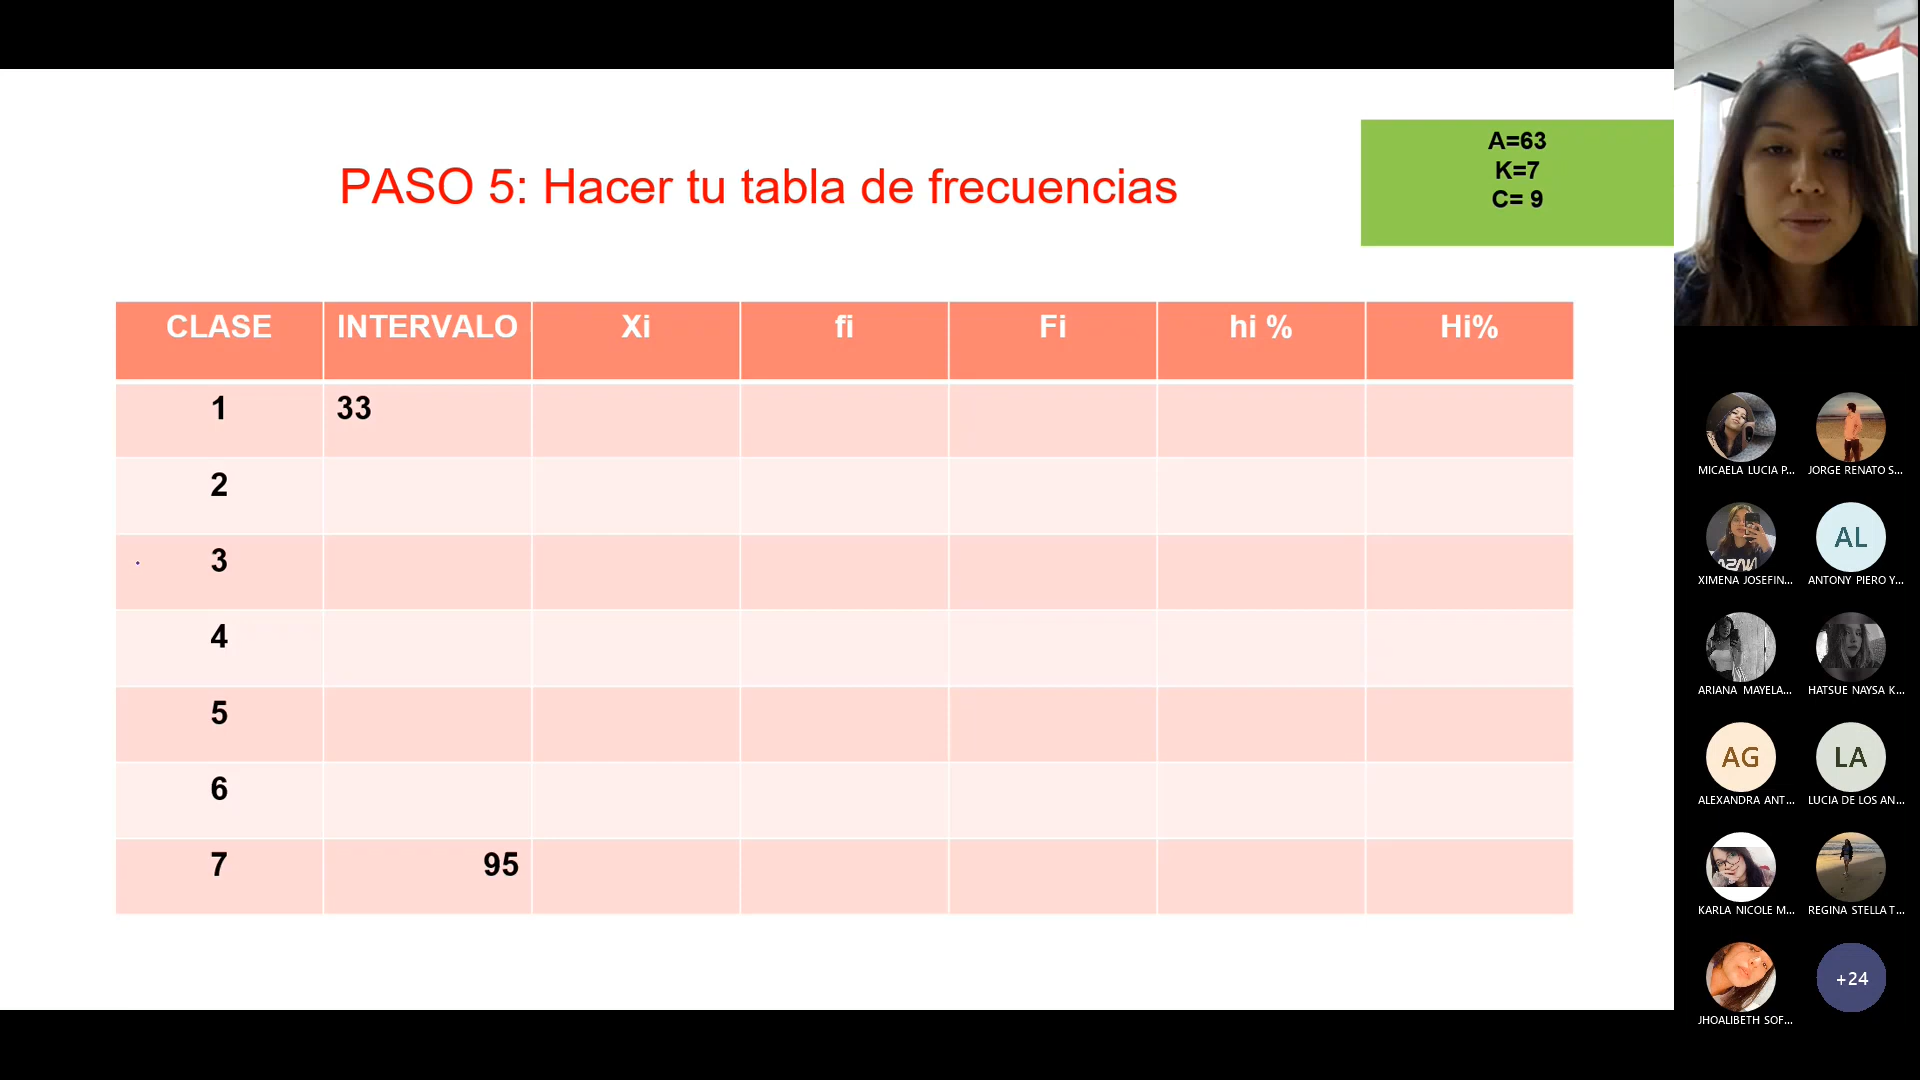 PASO 5: Hacer tu tabla de frecuencias
A=63
K=7
C= 9
CLASE INTERVALO Xi fi Fi hi % Hi%
1 33
2
3
4
5
6
7 95
MICAELA LUCIA P... JORGE RENATO S...
AL
XIMENA JOSEFIN... ANTONY PIERO Y...
ARIANA MAYELA... HATSUE NAYSA K...
AG LA
ALEXANDRA ANT... LUCIA DE LOS AN...
KARLA NICOLE M... REGINA STELLA T...
+24
JHOALIBETH SOF...